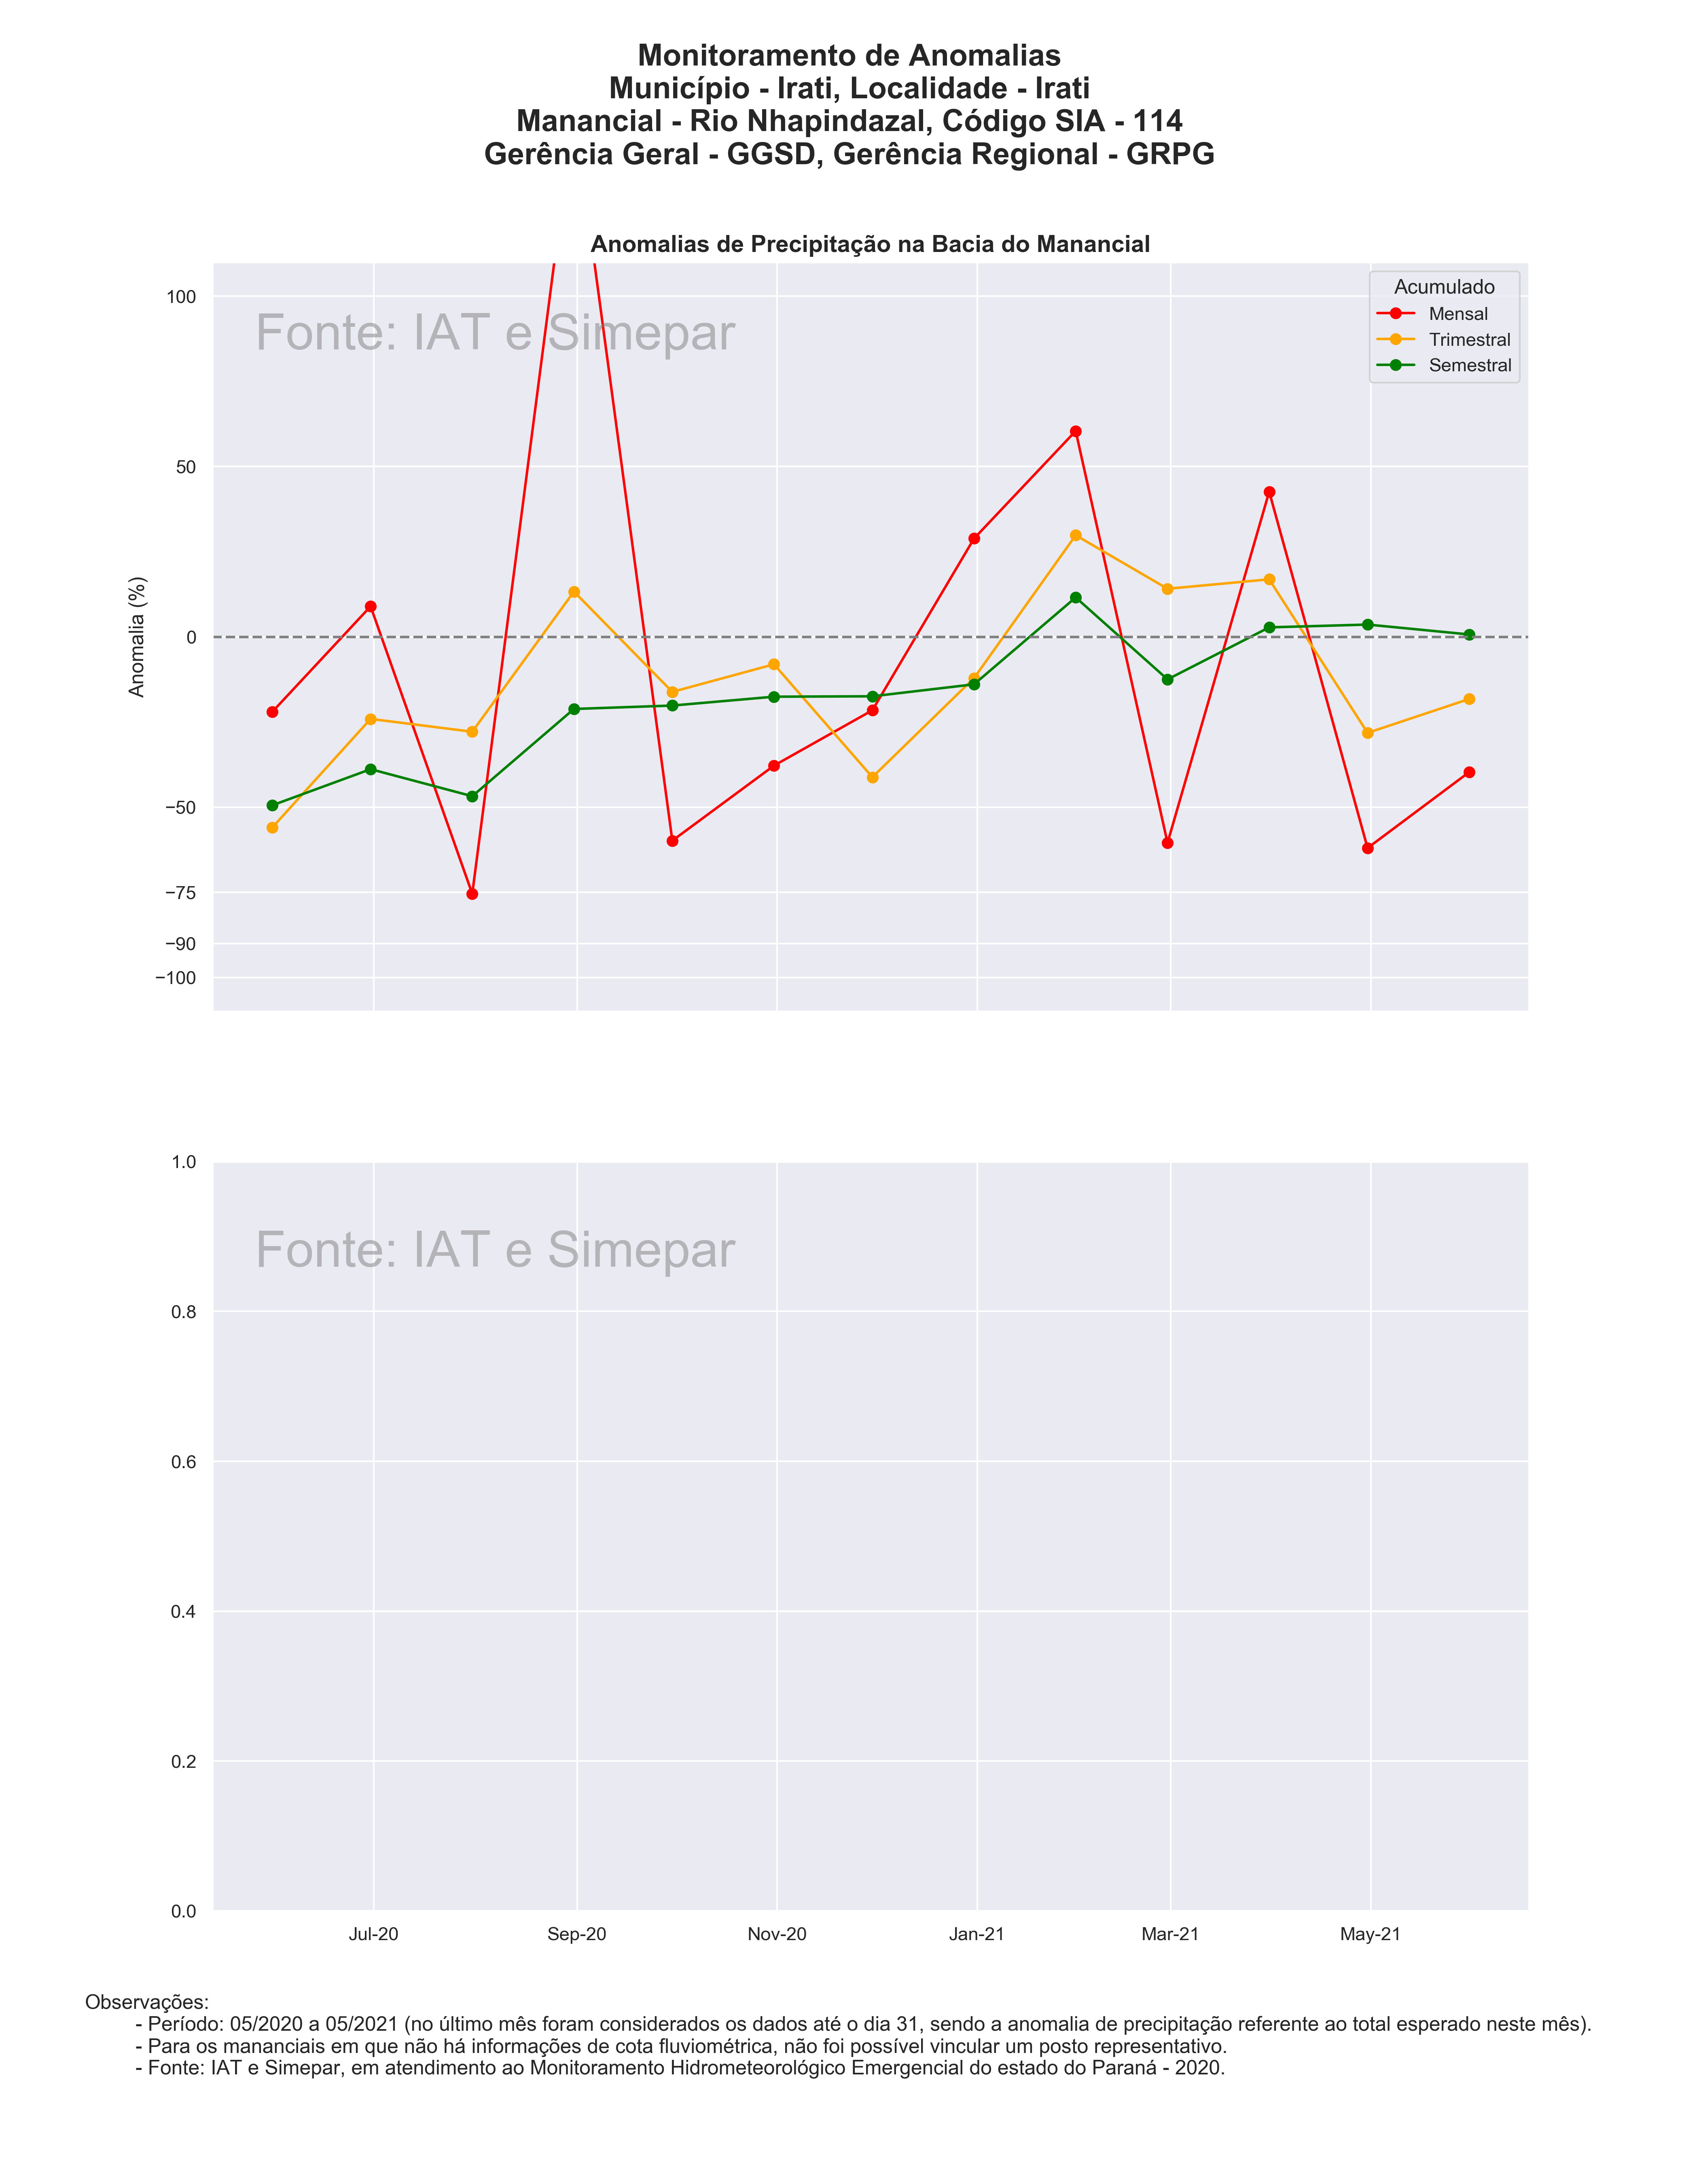 Monitoramento de Anomalias
Município - Irati, Localidade - Irati
Manancial - Rio Nhapindazal, Código SIA - 114
Gerência Geral - GGSD, Gerência Regional - GRPG
Anomalias de Precipitação na Bacia do Manancial
Fonte: IAT e Simepar
Acumulado
Mensal
Trimestral
Semestral
Anomalia (%)
100
50
0
−50
−75
−90
−100
Fonte: IAT e Simepar
1.0
0.8
0.6
0.4
0.2
0.0
Jul-20 Sep-20 Nov-20 Jan-21 Mar-21 May-21
Observações:
- Período: 05/2020 a 05/2021 (no último mês foram considerados os dados até o dia 31, sendo a anomalia de precipitação referente ao total esperado neste mês).
- Para os mananciais em que não há informações de cota fluviométrica, não foi possível vincular um posto representativo.
- Fonte: IAT e Simepar, em atendimento ao Monitoramento Hidrometeorológico Emergencial do estado do Paraná - 2020.